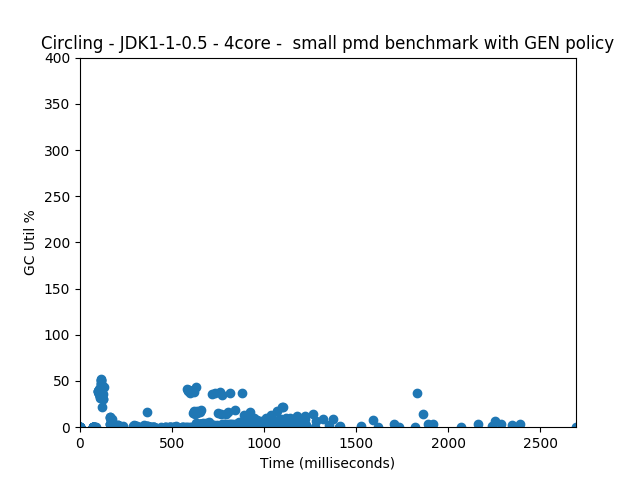 Circling - JDK1-1-0.5 - 4core -  small pmd benchmark with GEN policy
400
350
300
250
200
150
100
50
0
GC Util %
0 500 1000 1500 2000 2500
Time (milliseconds)